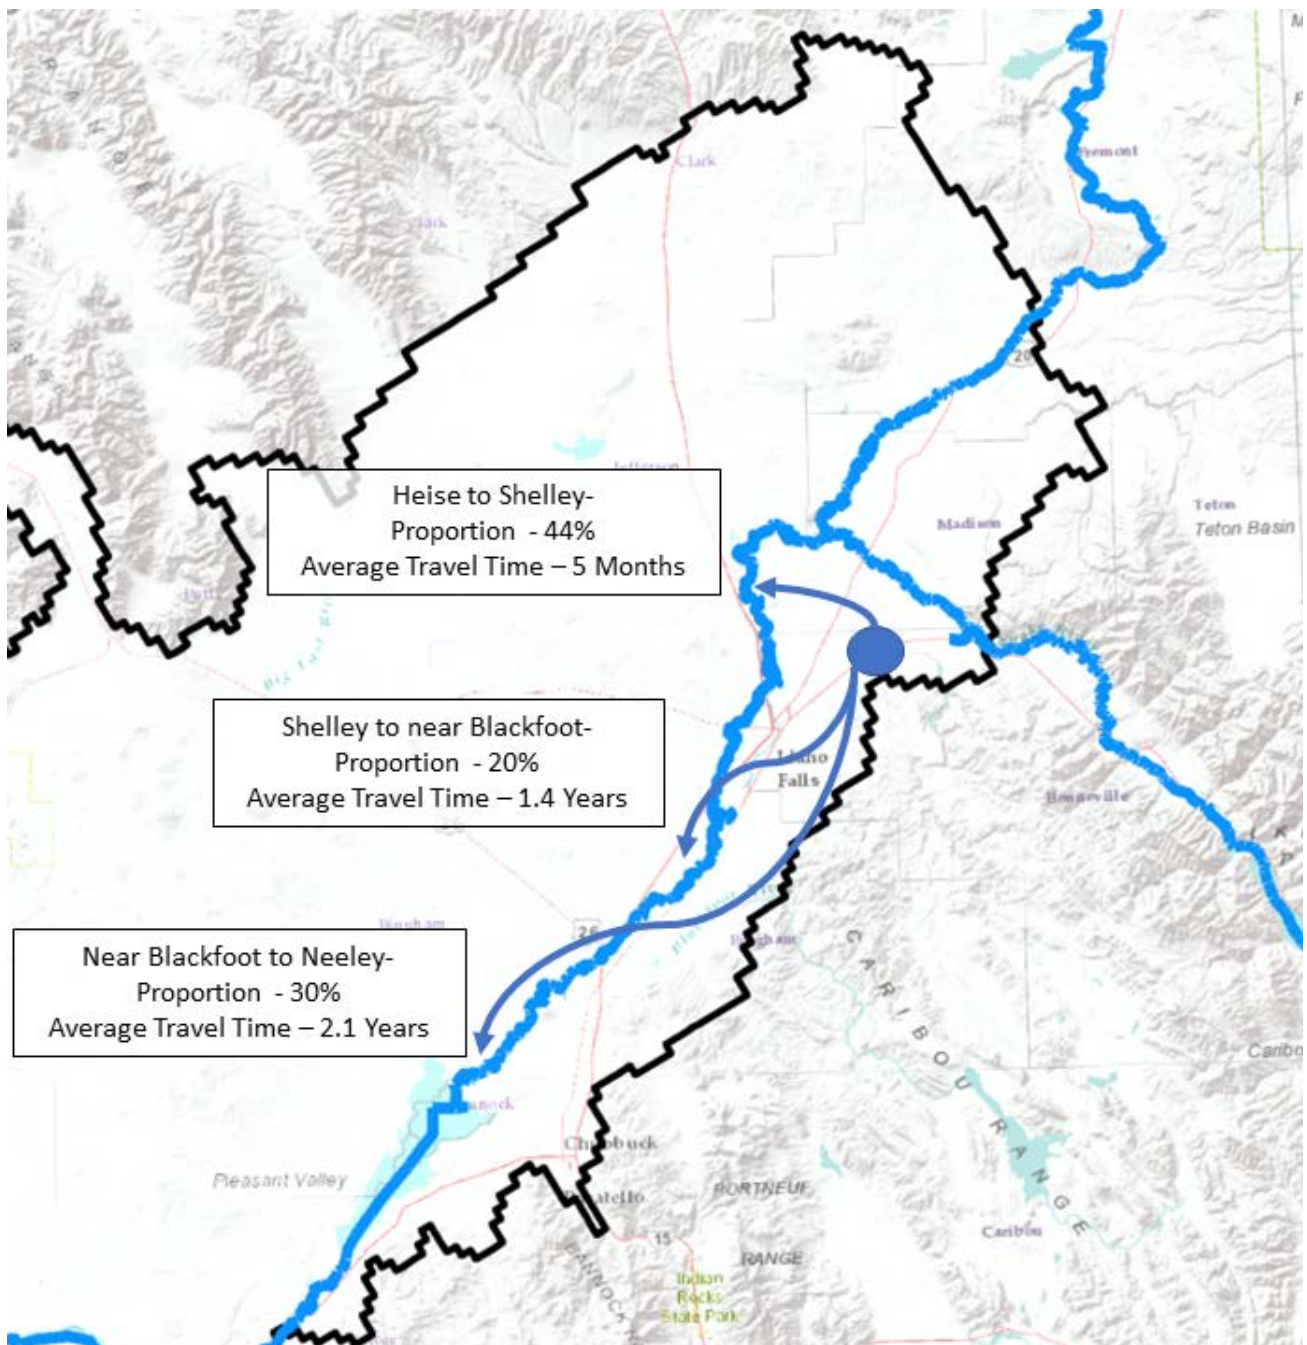 Clark
Fremont
20
Heise to Shelley-
Proportion - 44%
Average Travel Time – 5 Months
Jefferson
Madison
Teton
Teton Basin
Shelley to near Blackfoot-
Proportion - 20%
Average Travel Time – 1.4 Years
Idaho
Falls
Bonneville
Near Blackfoot to Neeley-
Proportion - 30%
Average Travel Time – 2.1 Years
Bingham
26
Bingham
CARIBOU RANGE
Pleasant Valley
PORTNEUF
RANGE
15
Caribou
Indian
Rocks
State Park